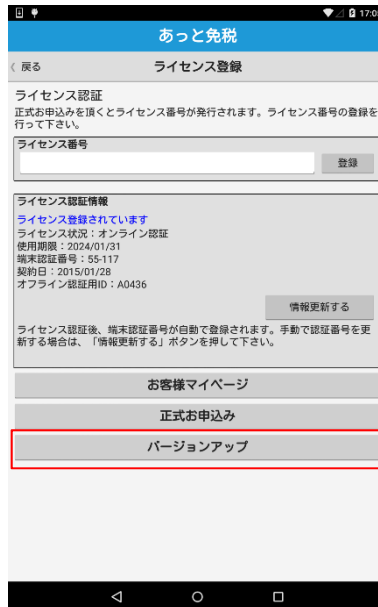 17:0
あっと免税
〈 戻る
ライセンス登録
ライセンス認証
正式お申込みを頂くとライセンス番号が発行されます。ライセンス番号の登録を
行って下さい。
ライセンス番号
登録
ライセンス認証情報
ライセンス登録されています
ライセンス状況：オンライン認証
使用期限：2024/01/31
端末認証番号：55-117
契約日：2015/01/28
オフライン認証用ID：A0436
情報更新する
ライセンス認証後、端末認証番号が自動で登録されます。手動で認証番号を更
新する場合は、「情報更新する」ボタンを押して下さい。
お客様マイページ
正式お申込み
バージョンアップ